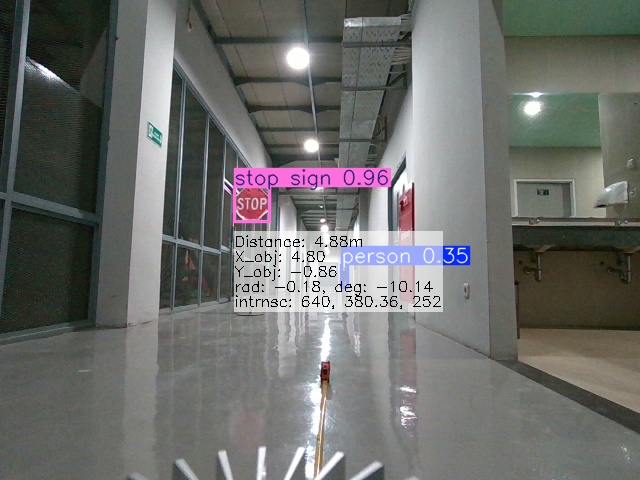 stop sign 0.96
STOP
Distance: 4.88m
X_obj: 4.80
person 0.35
Y_obj: -0.86
rad: -0.18, deg: -10.14
intrnsc: 640, 380.36, 252